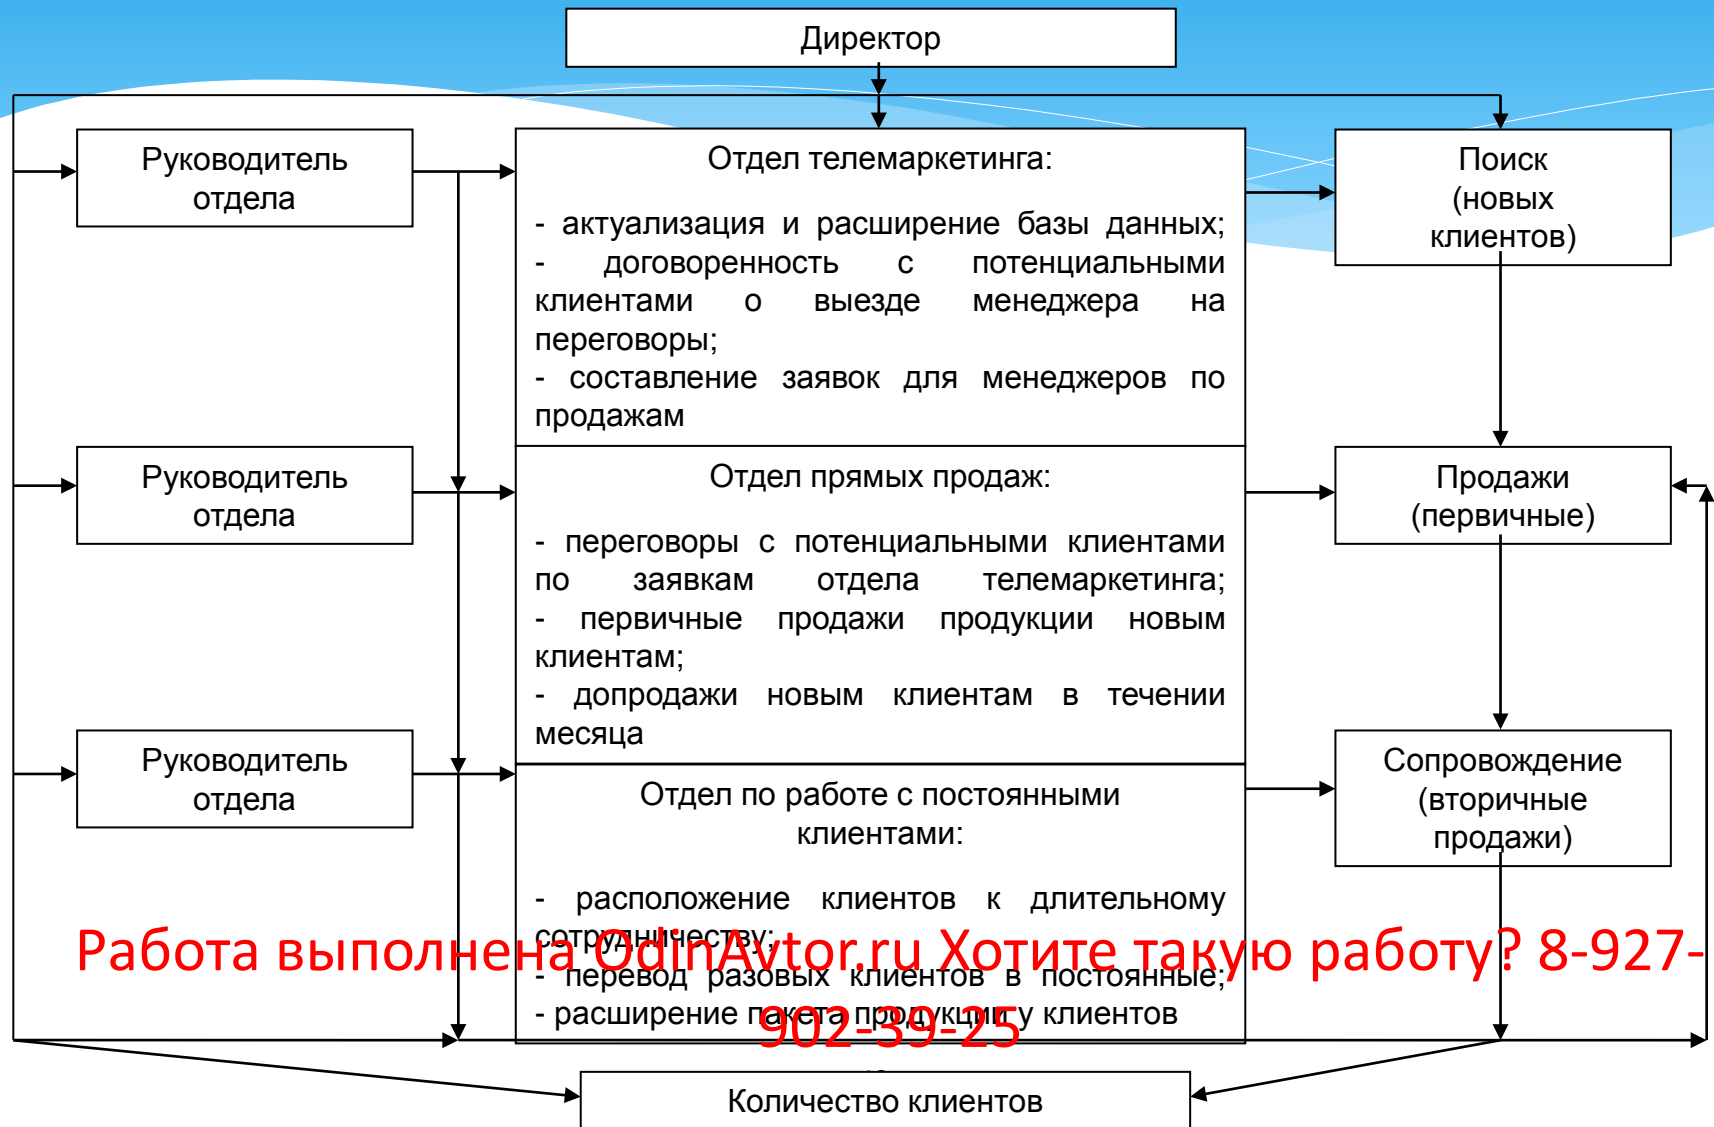 Директор
Руководитель
отдела
Отдел телемаркетинга:
- актуализация и расширение базы данных;
- договоренность с потенциальными
клиентами о выезде менеджера на
переговоры;
- составление заявок для менеджеров по
продажам
Поиск
(новых
клиентов)
Руководитель
отдела
Отдел прямых продаж:
- переговоры с потенциальными клиентами
по заявкам отдела телемаркетинга;
- первичные продажи продукции новым
клиентам;
- допродажи новым клиентам в течении
месяца
Продажи
(первичные)
Руководитель
отдела
Отдел по работе с постоянными
клиентами:
- расположение клиентов к длительному
сотрудничеству;
- перевод разовых клиентов в постоянные;
- расширение пакета продукции у клиентов
Сопровождение
(вторичные
продажи)
Работа выполнена OdinAvtor.ru Хотите такую работу? 8-927-
902-39-25
Количество клиентов